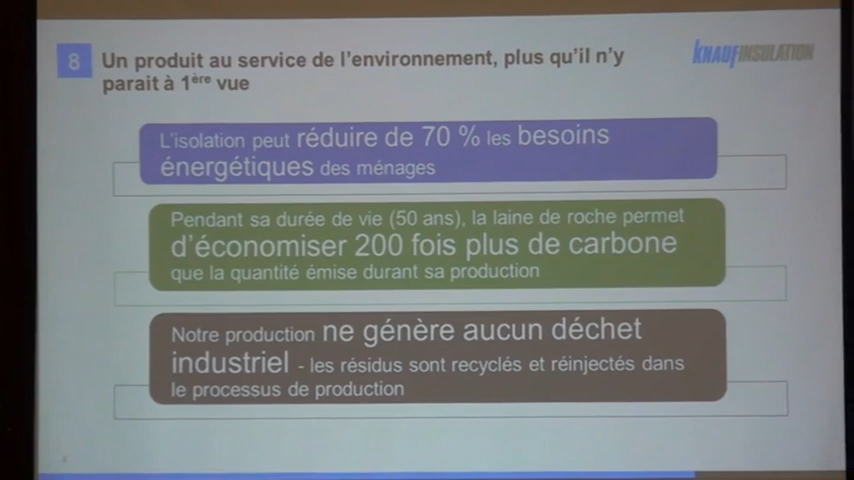 8
Un produit au service de l'environnement, plus qu'il n'y
parait à 1ère vue
KNAUFINSULATION
L'isolation peut réduire de 70 % les besoins
énergétiques des ménages
Pendant sa durée de vie (50 ans), la laine de roche permet
d'économiser 200 fois plus de carbone
que la quantité émise durant sa production
Notre production ne génère aucun déchet
industriel - les résidus sont recyclés et réinjectés dans
le processus de production